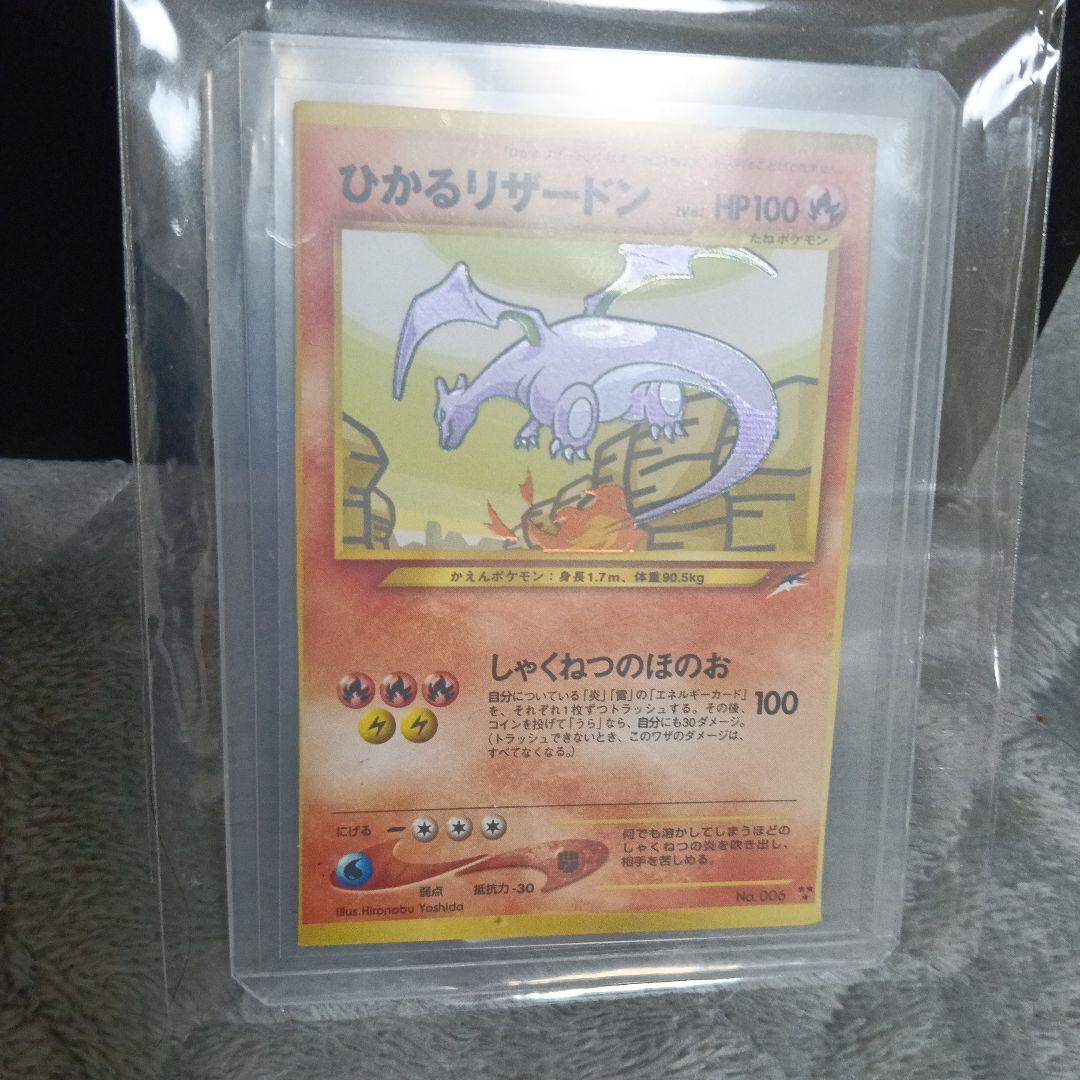 ひかるリザードン
HP100
たねポケモン
かえんポケモン：身長1.7m、体重90.5kg
しゃくねつのほのお
100
自分についている「炎」「雷」の「エネルギーカード」
を、それぞれ1枚ずつトラッシュする。その後、
コインを投げて「うら」なら、自分にも30ダメージ。
（トラッシュできないとき、このワザのダメージは、
すべてなくなる。）
にげる
弱点
抵抗力-30
何でも溶かしてしまうほどの
しゃくねつの炎を吹き出し、
相手を苦しめる。
Illus.Hironobu Yoshida
No. 006